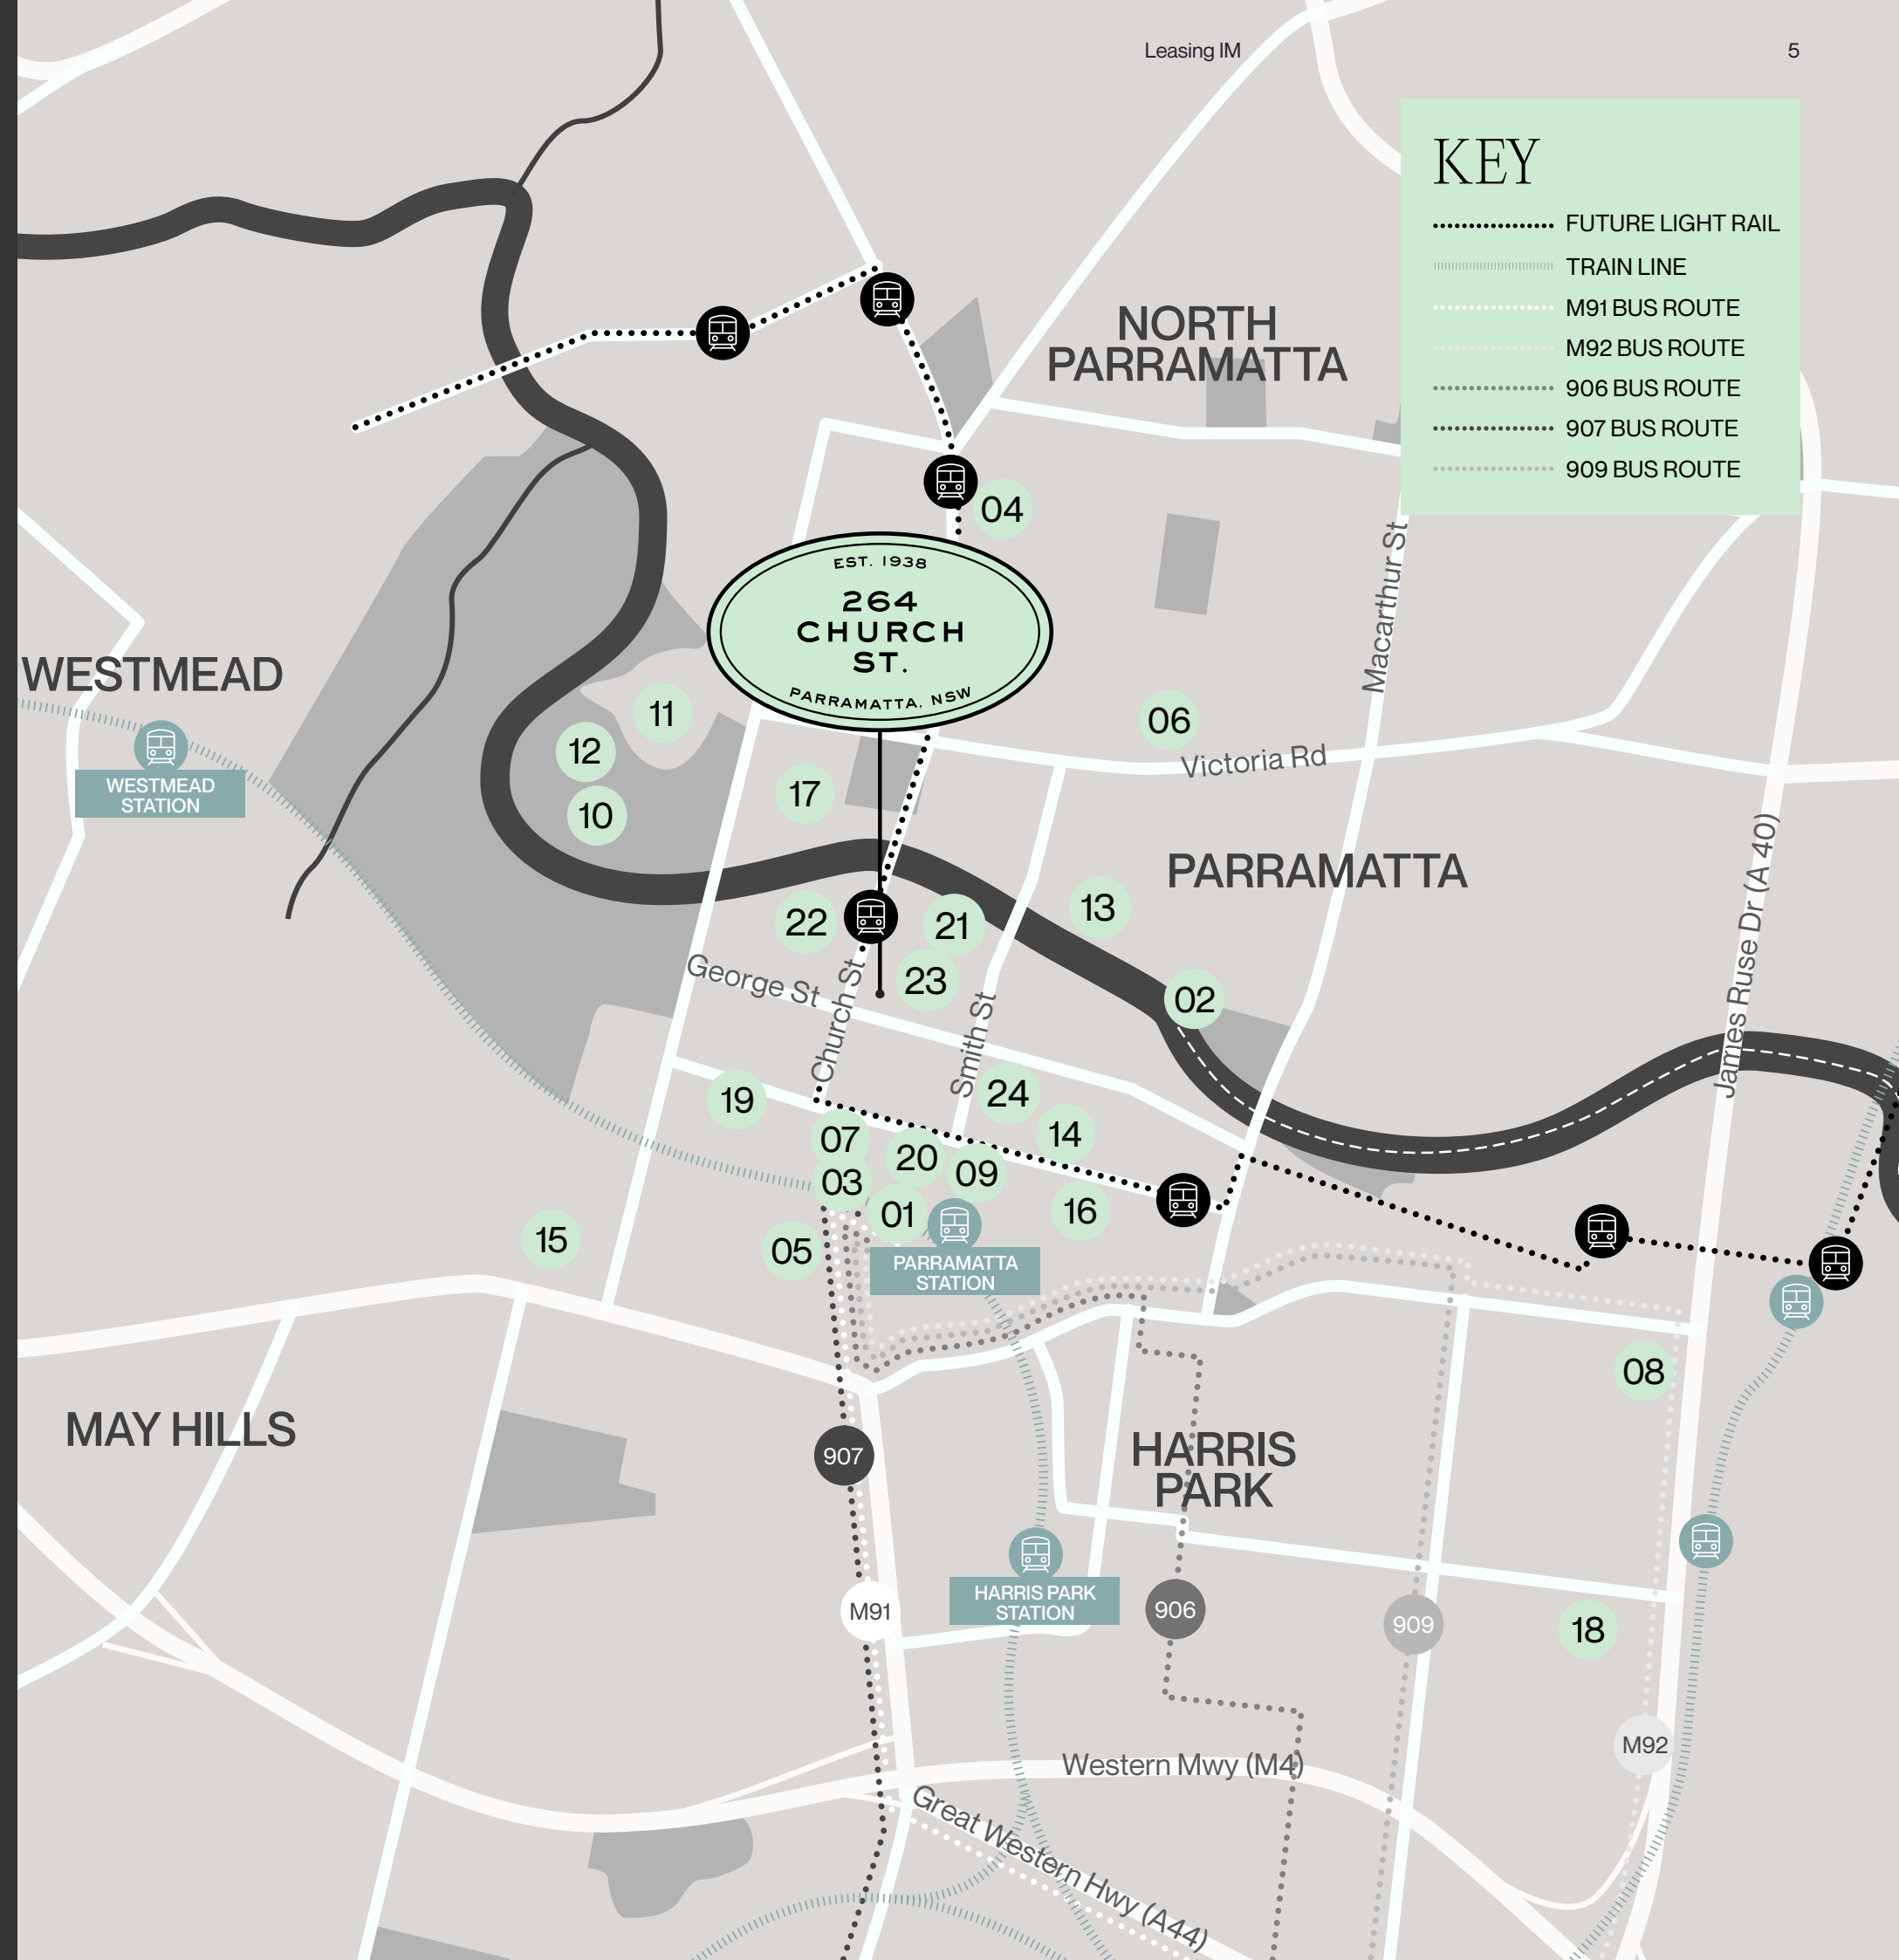 Leasing IM
5
KEY
FUTURE LIGHT RAIL
TRAIN LINE
M91 BUS ROUTE
M92 BUS ROUTE
906 BUS ROUTE
907 BUS ROUTE
909 BUS ROUTE
NORTH
PARRAMATTA
04
EST. 1938
264
CHURCH
ST.
PARRAMATTA, NSW
Macarthur St
WESTMEAD
WESTMEAD
STATION
11
12
10
17
06
Victoria Rd
PARRAMATTA
James Ruse Dr (A 40)
22
21
13
23
George St
Church St
Smith St
02
19
24
07
14
20
03
09
01
16
15
05
PARRAMATTA
STATION
08
MAY HILLS
907
HARRIS
PARK
HARRIS PARK
STATION
M91
906
909
18
M92
Western Mwy (M4)
Great Western Hwy (A44)